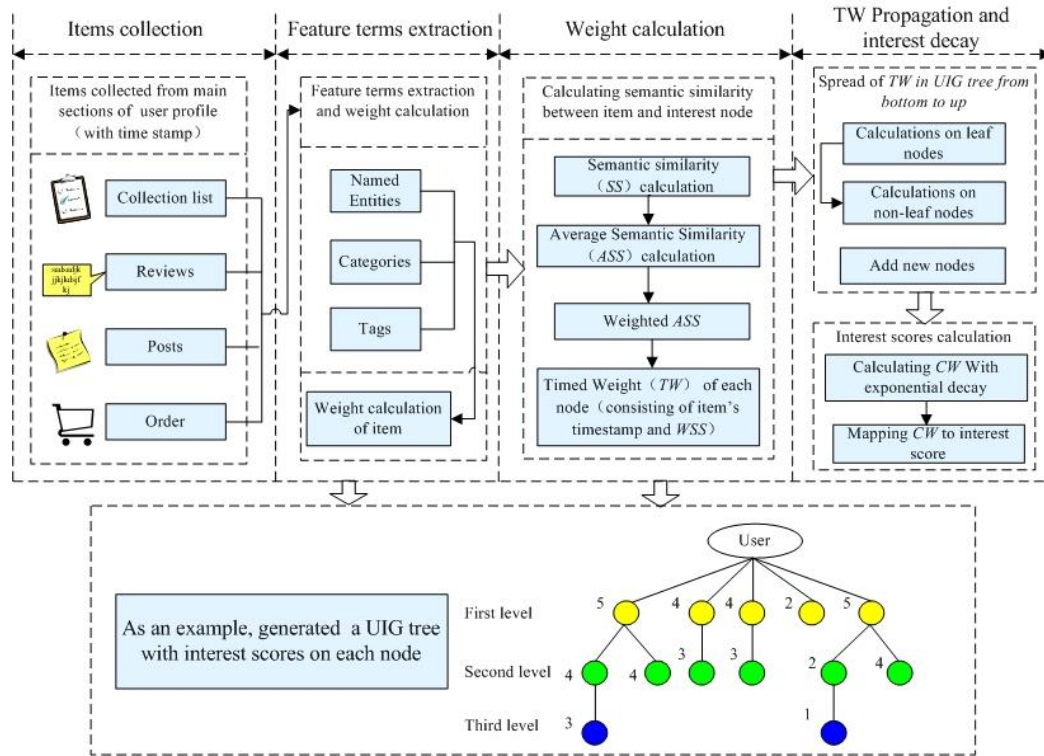 Items collection
Feature terms extraction
Weight calculation
TW Propagation and
interest decay
Items collected from main
sections of user profile
(with time stamp)
Collection list
Reviews
Posts
Order
Feature terms extraction
and weight calculation
Named
Entities
Categories
Tags
Weight calculation
of item
Calculating semantic similarity
between item and interest node
Semantic similarity
(SS) calculation
Average Semantic Similarity
(ASS) calculation
Weighted ASS
Timed Weight (TW) of each
node (consisting of item's
timestamp and WSS)
Spread of TW in UIG tree from
bottom to up
Calculations on leaf
nodes
Calculations on
non-leaf nodes
Add new nodes
Interest scores calculation
Calculating CW With
exponential decay
Mapping CW to interest
score
As an example, generated a UIG tree
with interest scores on each node
User
First level
5 4 4 2 5
Second level
4 4 3 3 2 4
Third level
3 1